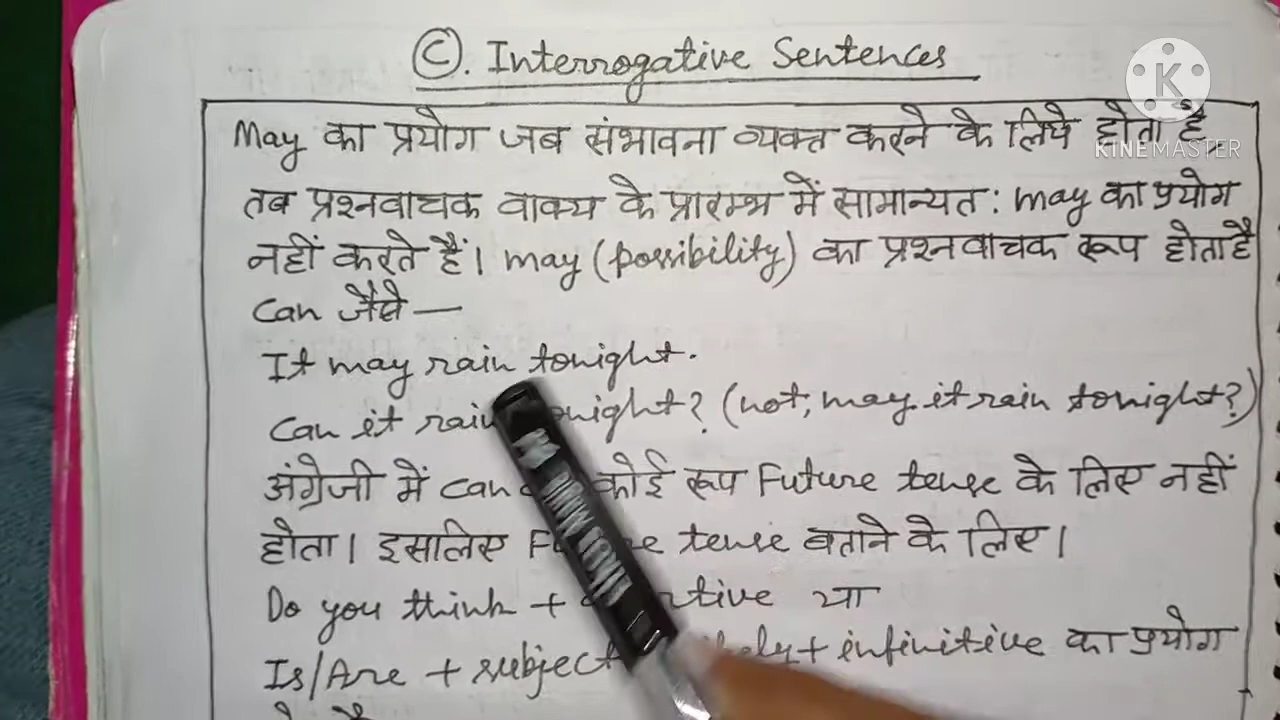 C. Interrogative Sentences
K
KINEMASTER
May का प्रयोग जब संभावना व्यक्त करने के लिये होता है,
तब प्रश्नवाचक वाक्य के प्रारम्भ में सामान्यत: may का प्रयोग
नहीं करते हैं। may (possibility) का प्रश्नवाचक रूप होता है
can जैसे —
It may rain tonight.
Can it rain tonight? (not, may it rain tonight?)
अंग्रेजी में can कोई रूप Future tense के लिए नहीं
होता। इसलिए Future tense बताने के लिए।
Do you think + या
Is/Are + subject + infinitive का प्रयोग